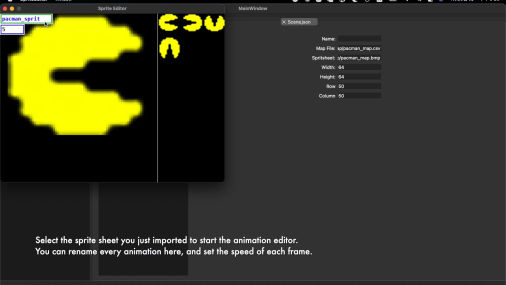 Sprite Editor
MainWindow
pacman_sprit
5
Scene.json
Name:
Map File: pacman_map.csv
Spritsheet: pacman_map.bmp
Width: 64
Height: 64
Row 50
Column 50
Select the sprite sheet you just imported to start the animation editor.
You can rename every animation here, and set the speed of each frame.